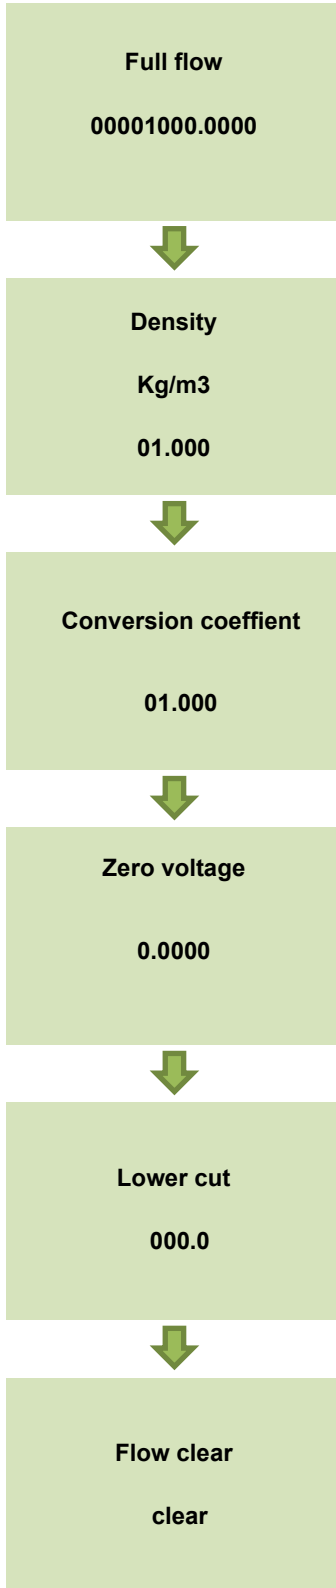 Full flow
00001000.0000
Density
Kg/m3
01.000
Conversion coeffient
01.000
Zero voltage
0.0000
Lower cut
000.0
Flow clear
clear